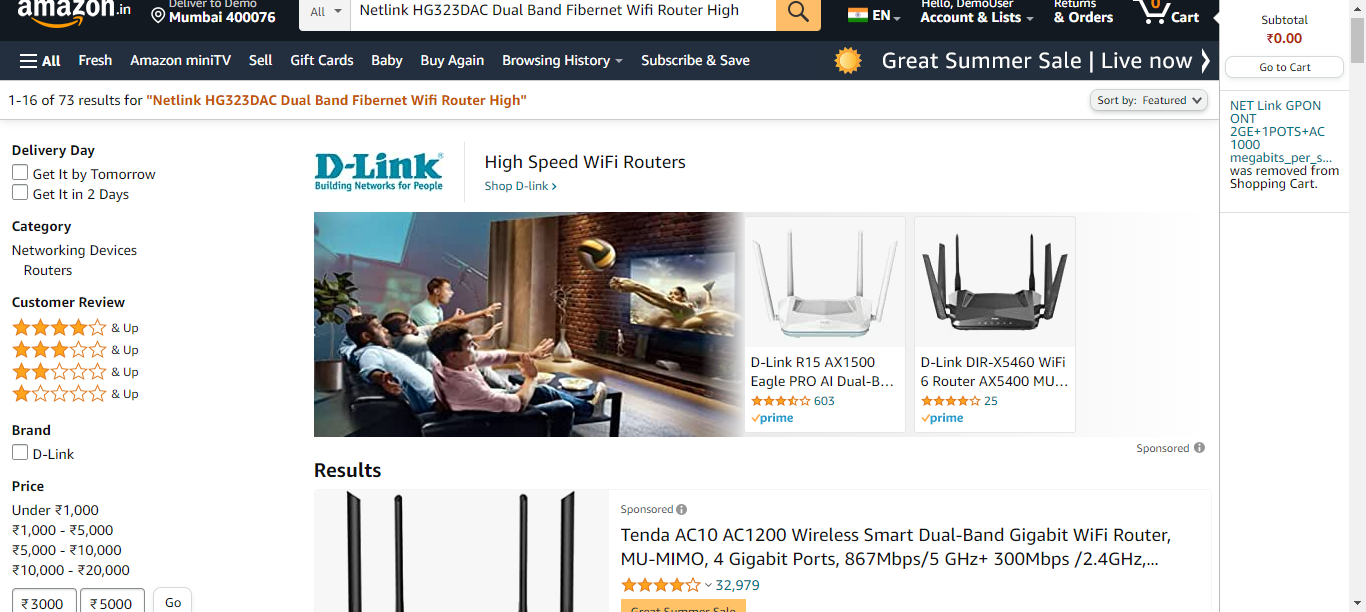 amazon.in
Deliver to Demo
Mumbai 400076
All
Netlink HG323DAC Dual Band Fibernet Wifi Router High
EN
Hello, DemoUser
Account & Lists
Returns
& Orders
0
Cart
Subtotal
₹0.00
Go to Cart
All
Fresh
Amazon miniTV
Sell
Gift Cards
Baby
Buy Again
Browsing History
Subscribe & Save
Great Summer Sale | Live now
1-16 of 73 results for "Netlink HG323DAC Dual Band Fibernet Wifi Router High"
Sort by: Featured
NET Link GPON
ONT
2GE+1POTS+AC
1000
megabits_per_s...
was removed from
Shopping Cart.
Delivery Day
Get It by Tomorrow
Get It in 2 Days
Category
Networking Devices
Routers
Customer Review
& Up
& Up
& Up
& Up
Brand
D-Link
Price
Under ₹1,000
₹1,000 - ₹5,000
₹5,000 - ₹10,000
₹10,000 - ₹20,000
₹3000
₹5000
Go
D-Link®
Building Networks for People
High Speed WiFi Routers
Shop D-link ›
D-Link R15 AX1500
Eagle PRO AI Dual-B...
603
prime
D-Link DIR-X5460 WiFi
6 Router AX5400 MU...
25
prime
Sponsored
Results
Sponsored
Tenda AC10 AC1200 Wireless Smart Dual-Band Gigabit WiFi Router,
MU-MIMO, 4 Gigabit Ports, 867Mbps/5 GHz+ 300Mbps /2.4GHz,...
32,979
Great Summer Sale